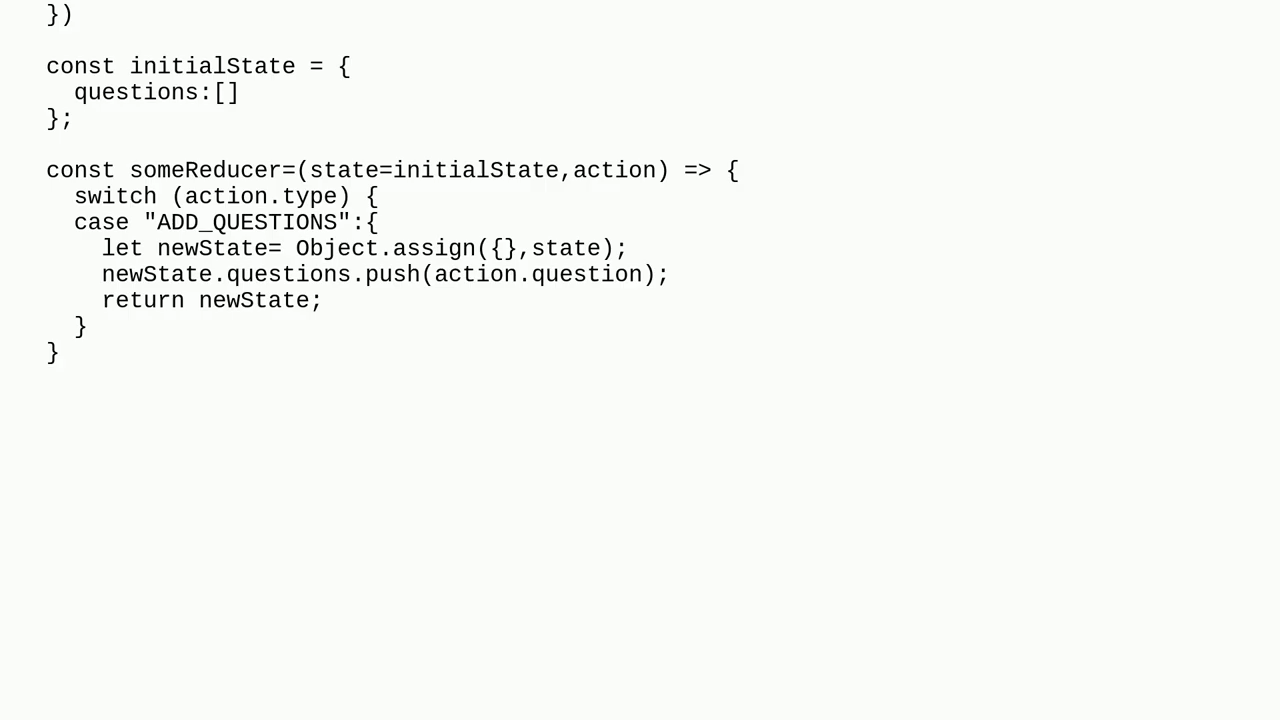 })

const initialState = {
  questions:[]
};

const someReducer=(state=initialState,action) => {
  switch (action.type) {
  case "ADD_QUESTIONS":{
    let newState= Object.assign({},state);
    newState.questions.push(action.question);
    return newState;
  }
}